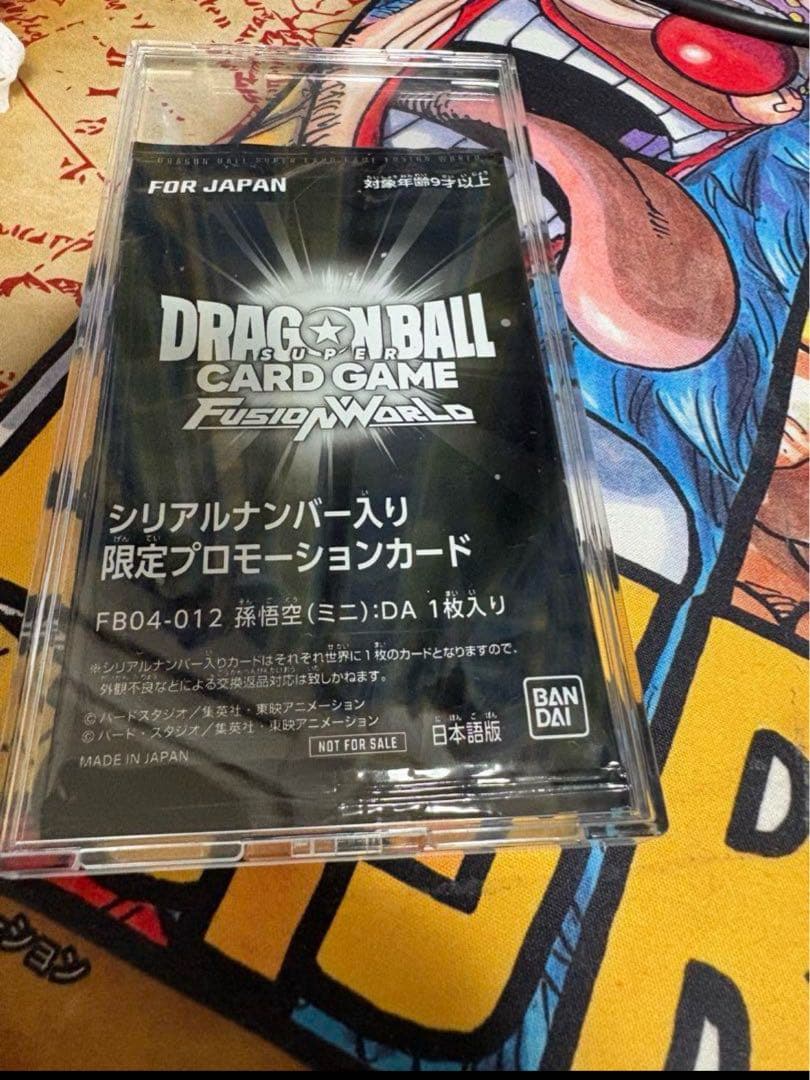 DRAGON BALL SUPER CARD GAME FUSION WORLD
FOR JAPAN
対象年齢9才以上
DRAGON BALL
SUPER
CARD GAME
FUSION WORLD
シリアルナンバー入り
限定プロモーションカード
FB04-012 孫悟空(ミニ):DA 1枚入り
※シリアルナンバー入りカードはそれぞれ世界に1枚のカードとなりますので、
外観不良などによる交換返品対応は致しかねます。
©バードスタジオ/集英社・東映アニメーション
©バード・スタジオ/集英社・東映アニメーション
NOT FOR SALE
日本語版
BAN
DAI
MADE IN JAPAN
ーション